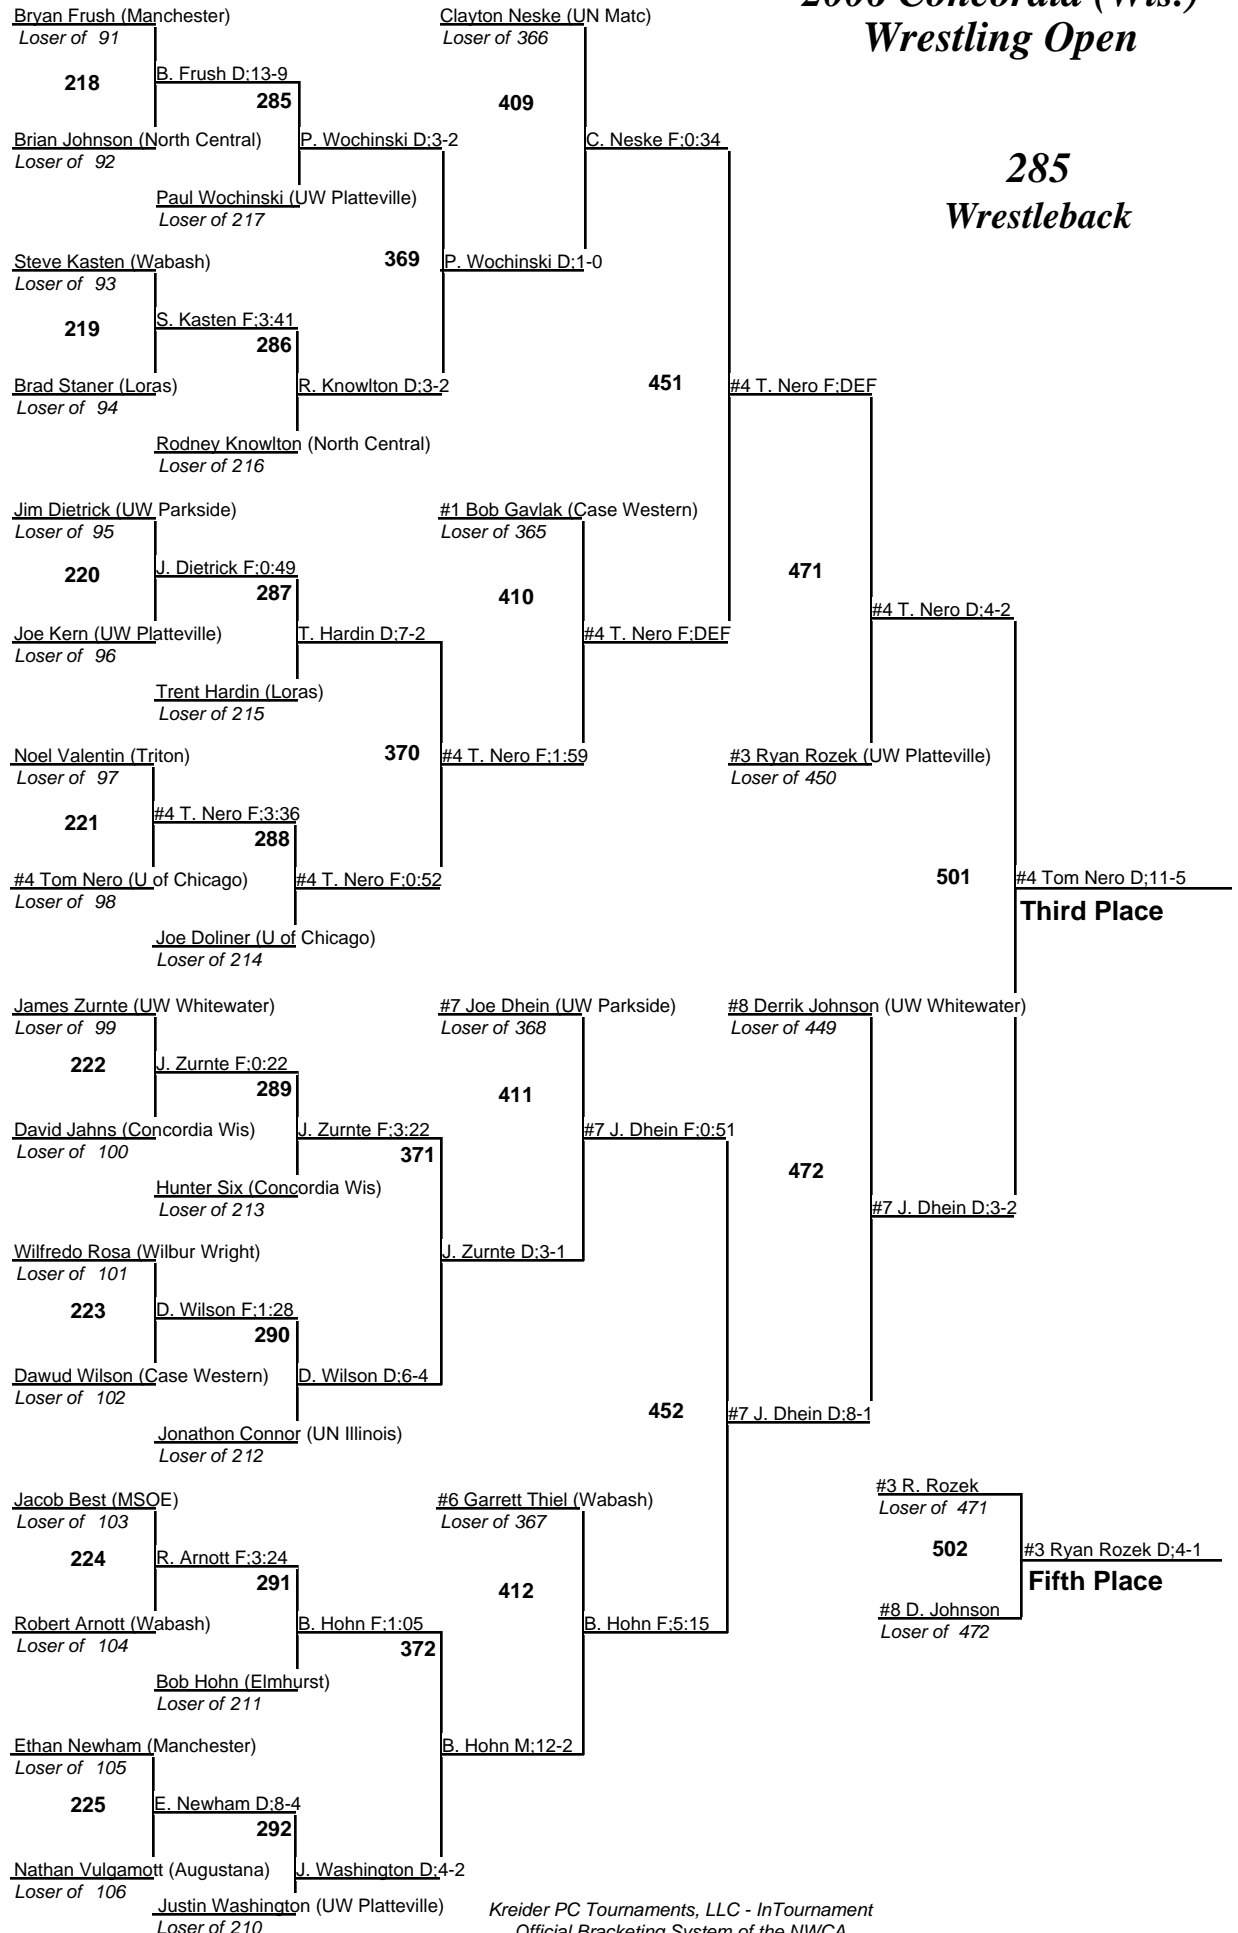 2006 Concordia (Wis.)
Wrestling Open
285
Wrestleback
Bryan Frush (Manchester)
Loser of 91
218
B. Frush D;13-9
285
Brian Johnson (North Central)
Loser of 92
P. Wochinski D;3-2
Paul Wochinski (UW Platteville)
Loser of 217
Steve Kasten (Wabash)
Loser of 93
369
P. Wochinski D;1-0
219
S. Kasten F;3:41
286
Brad Staner (Loras)
Loser of 94
R. Knowlton D;3-2
Rodney Knowlton (North Central)
Loser of 216
Clayton Neske (UN Matc)
Loser of 366
409
C. Neske F;0:34
451
#4 T. Nero F;DEF
Jim Dietrick (UW Parkside)
Loser of 95
220
J. Dietrick F;0:49
287
Joe Kern (UW Platteville)
Loser of 96
T. Hardin D;7-2
Trent Hardin (Loras)
Loser of 215
#1 Bob Gavlak (Case Western)
Loser of 365
410
#4 T. Nero F;DEF
471
#4 T. Nero D;4-2
Noel Valentin (Triton)
Loser of 97
370
#4 T. Nero F;1:59
#3 Ryan Rozek (UW Platteville)
Loser of 450
221
#4 T. Nero F;3:36
288
#4 Tom Nero (U of Chicago)
Loser of 98
#4 T. Nero F;0:52
Joe Doliner (U of Chicago)
Loser of 214
501
#4 Tom Nero D;11-5
Third Place
James Zurnte (UW Whitewater)
Loser of 99
222
J. Zurnte F;0:22
289
David Jahns (Concordia Wis)
Loser of 100
J. Zurnte F;3:22
371
Hunter Six (Concordia Wis)
Loser of 213
#7 Joe Dhein (UW Parkside)
Loser of 368
411
#7 J. Dhein F;0:51
#8 Derrik Johnson (UW Whitewater)
Loser of 449
472
#7 J. Dhein D;3-2
Wilfredo Rosa (Wilbur Wright)
Loser of 101
J. Zurnte D;3-1
223
D. Wilson F;1:28
290
Dawud Wilson (Case Western)
Loser of 102
D. Wilson D;6-4
Jonathon Connor (UN Illinois)
Loser of 212
452
#7 J. Dhein D;8-1
Jacob Best (MSOE)
Loser of 103
224
R. Arnott F;3:24
291
Robert Arnott (Wabash)
Loser of 104
B. Hohn F;1:05
372
Bob Hohn (Elmhurst)
Loser of 211
#6 Garrett Thiel (Wabash)
Loser of 367
412
B. Hohn F;5:15
#3 R. Rozek
Loser of 471
502
#3 Ryan Rozek D;4-1
Fifth Place
#8 D. Johnson
Loser of 472
Ethan Newham (Manchester)
Loser of 105
B. Hohn M;12-2
225
E. Newham D;8-4
292
Nathan Vulgamott (Augustana)
Loser of 106
J. Washington D;4-2
Justin Washington (UW Platteville)
Loser of 210
Kreider PC Tournaments, LLC - InTournament
Official Bracketing System of the NWCA